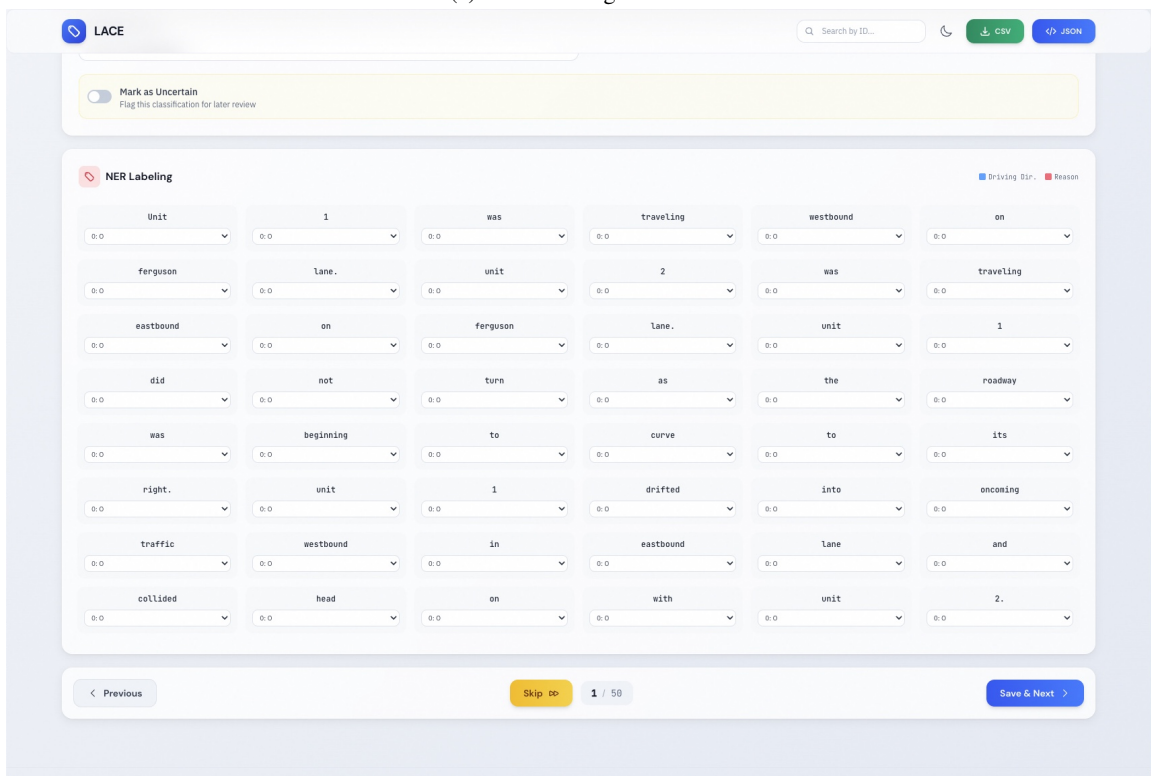 LACE Search by ID... CSV </> JSON
Mark as Uncertain
Flag this classification for later review
NER Labeling Driving Dir. Reason
Unit 1 was traveling westbound on
0: O 0: O 0: O 0: O 0: O 0: O
ferguson lane. unit 2 was traveling
0: O 0: O 0: O 0: O 0: O 0: O
eastbound on ferguson lane. unit 1
0: O 0: O 0: O 0: O 0: O 0: O
did not turn as the roadway
0: O 0: O 0: O 0: O 0: O 0: O
was beginning to curve to its
0: O 0: O 0: O 0: O 0: O 0: O
right. unit 1 drifted into oncoming
0: O 0: O 0: O 0: O 0: O 0: O
traffic westbound in eastbound lane and
0: O 0: O 0: O 0: O 0: O 0: O
collided head on with unit 2.
0: O 0: O 0: O 0: O 0: O 0: O
Previous Skip 1 / 50 Save & Next